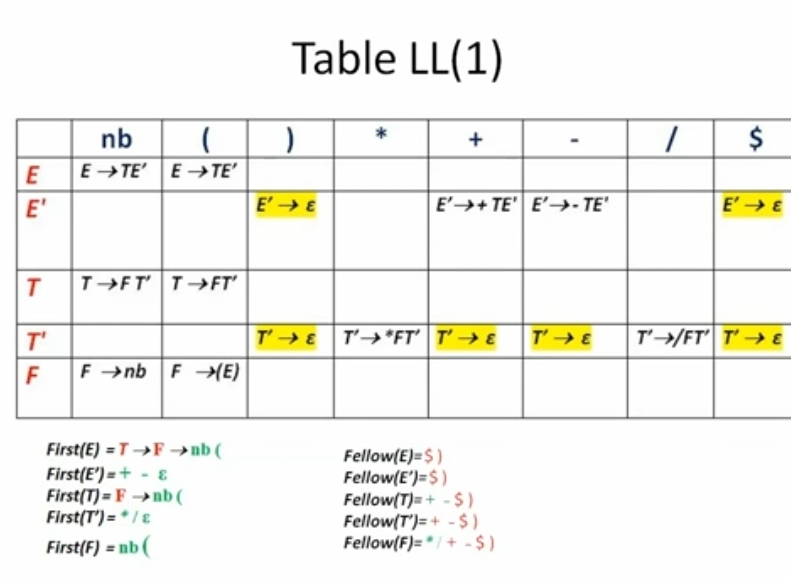 Table LL(1)
nb ( ) * + - / $
E E → TE' E → TE'
E' E' → ε E'→+ TE' E'→- TE' E' → ε
T T →F T' T →FT'
T' T' → ε T'→*FT' T' → ε T' → ε T'→/FT' T' → ε
F F →nb F →(E)
First(E) = T →F →nb (
First(E')= + - ε
First(T)= F →nb (
First(T')= * / ε
First(F) = nb (
Fellow(E)=$ )
Fellow(E')=$ )
Fellow(T)=+ -$ )
Fellow(T')=+ -$ )
Fellow(F)= * / + -$ )